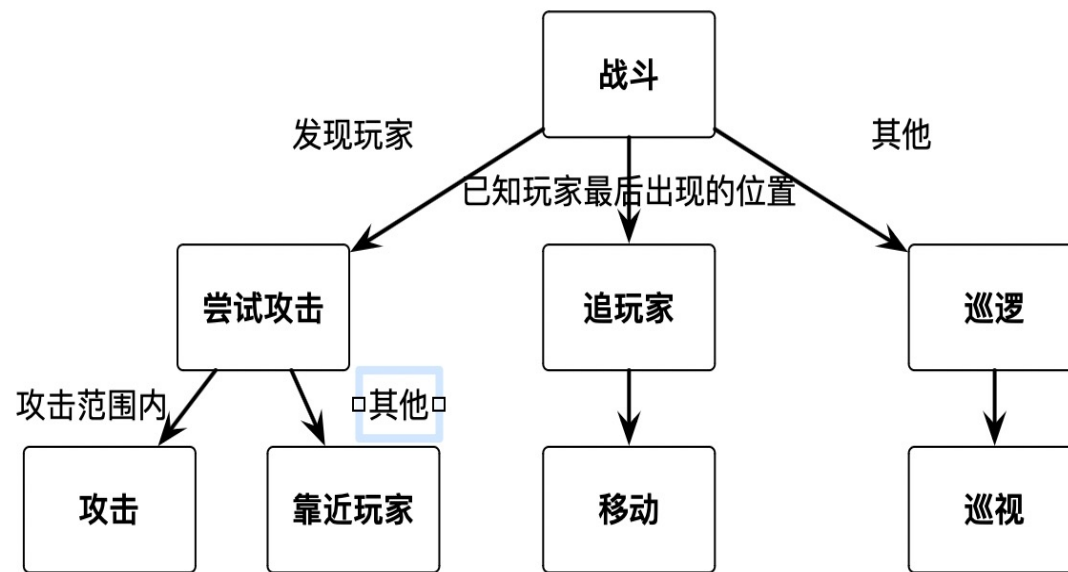 战斗
发现玩家
其他
已知玩家最后出现的位置
尝试攻击
追玩家
巡逻
攻击范围内
其他
攻击
靠近玩家
移动
巡视